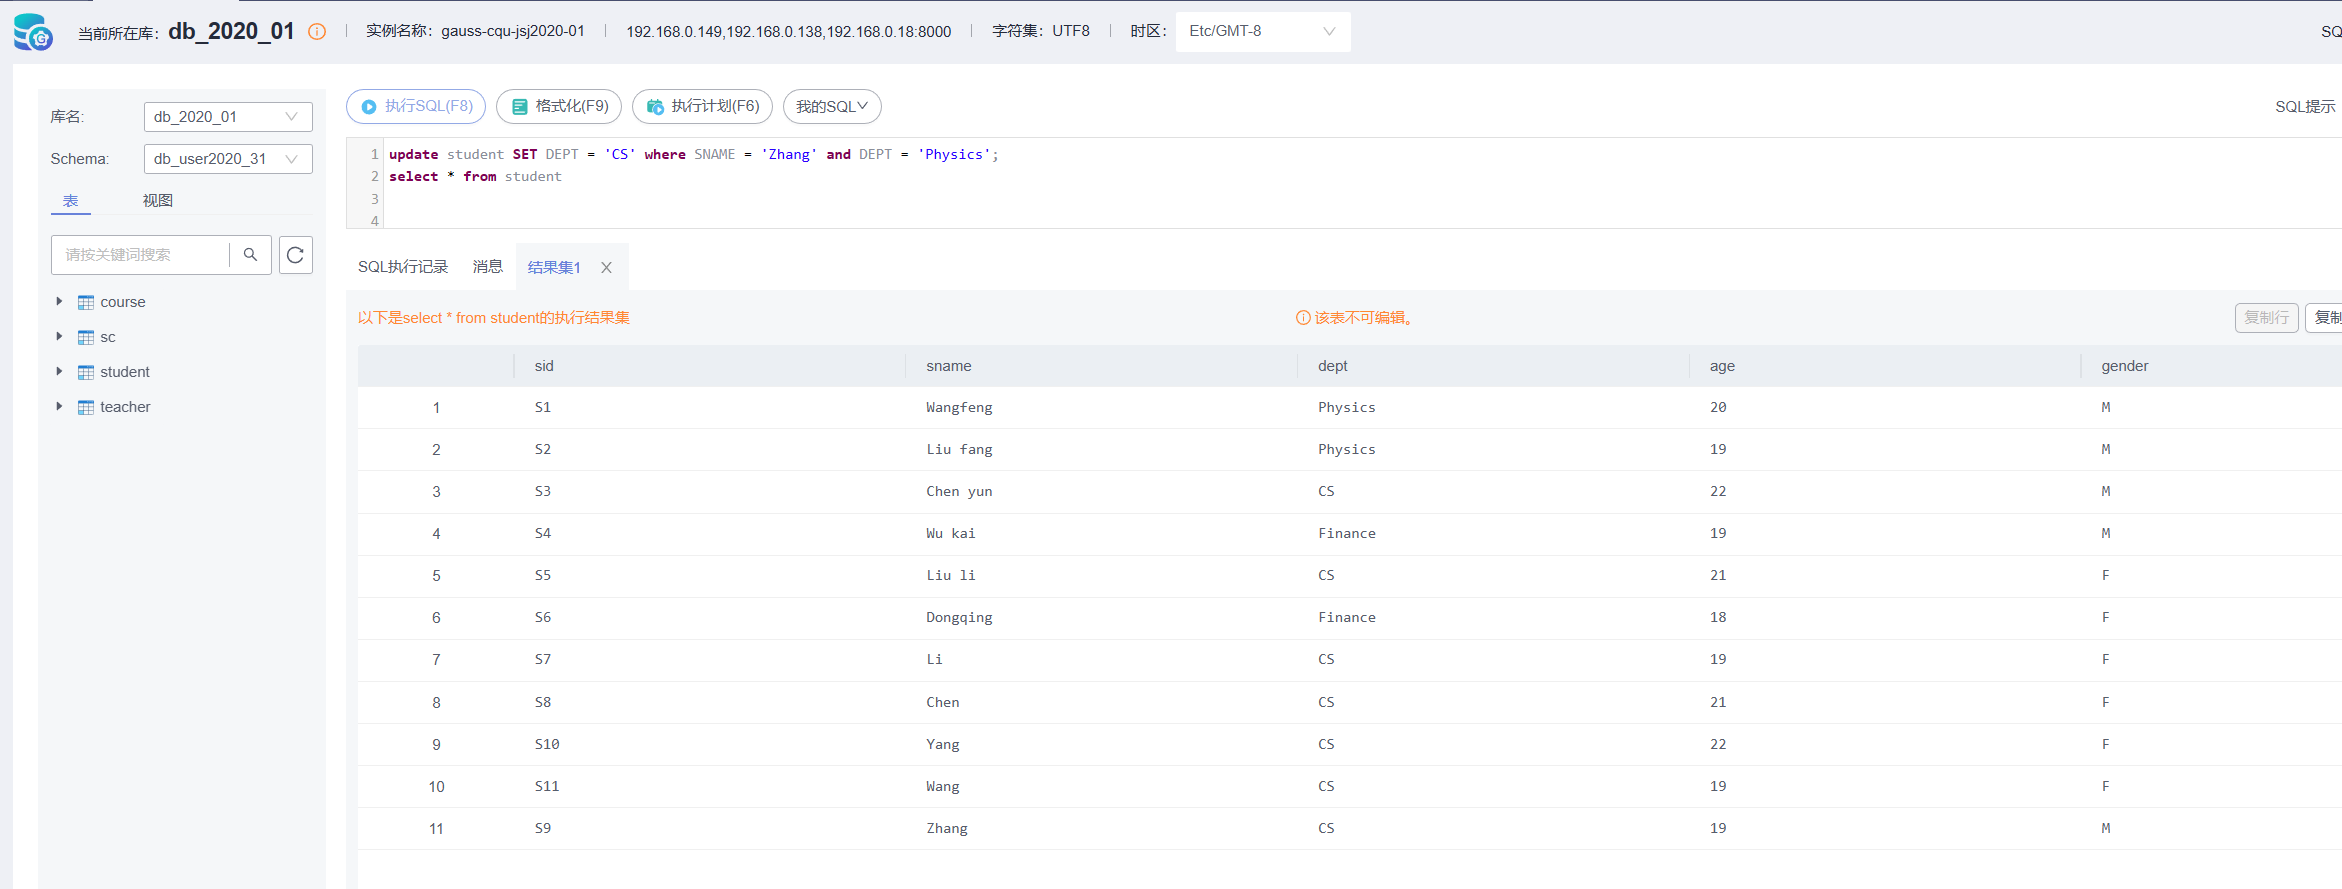 当前所在库: db_2020_01 实例名称: gauss-cqu-jsj2020-01 192.168.0.149,192.168.0.138,192.168.0.18:8000 字符集: UTF8 时区: Etc/GMT-8 SQ
库名: db_2020_01
Schema: db_user2020_31
表 视图
请按关键词搜索
course
sc
student
teacher
执行SQL(F8) 格式化(F9) 执行计划(F6) 我的SQL SQL提示
1 update student SET DEPT = 'CS' where SNAME = 'Zhang' and DEPT = 'Physics';
2 select * from student
3
4
SQL执行记录 消息 结果集1 X
以下是select * from student的执行结果集 该表不可编辑。 复制行 复制
sid sname dept age gender
1 S1 Wangfeng Physics 20 M
2 S2 Liu fang Physics 19 M
3 S3 Chen yun CS 22 M
4 S4 Wu kai Finance 19 M
5 S5 Liu li CS 21 F
6 S6 Dongqing Finance 18 F
7 S7 Li CS 19 F
8 S8 Chen CS 21 F
9 S10 Yang CS 22 F
10 S11 Wang CS 19 F
11 S9 Zhang CS 19 M